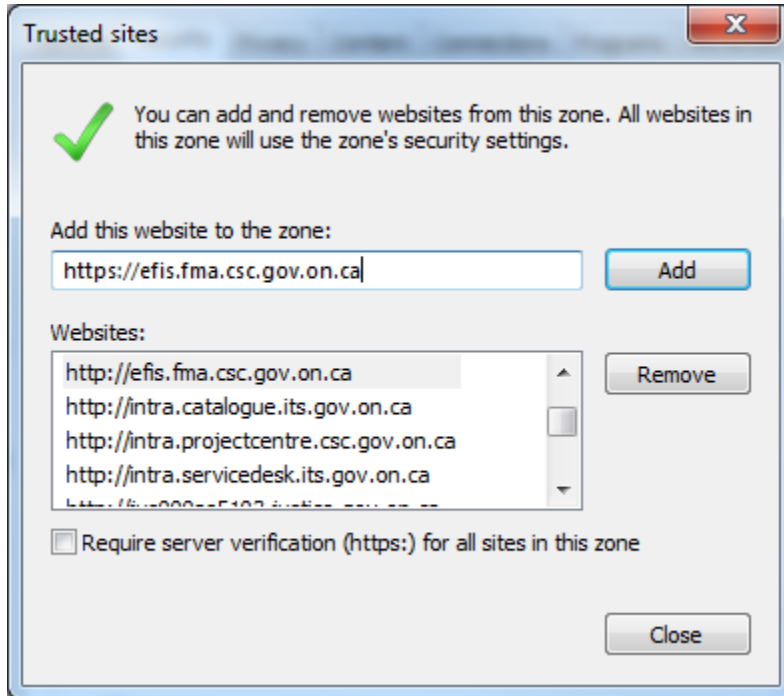 Trusted sites
Privacy Content Connections Programs
You can add and remove websites from this zone. All websites in
this zone will use the zone's security settings.
Add this website to the zone:
https://efis.fma.csc.gov.on.ca
Add
Websites:
http://efis.fma.csc.gov.on.ca
Remove
http://intra.catalogue.its.gov.on.ca
http://intra.projectcentre.csc.gov.on.ca
http://intra.servicedesk.its.gov.on.ca
Require server verification (https:) for all sites in this zone
Close